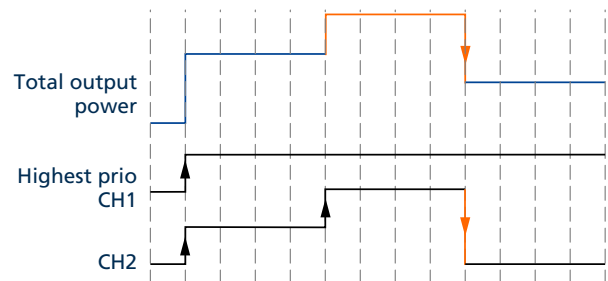 Total output
power
Highest prio
CH1
CH2